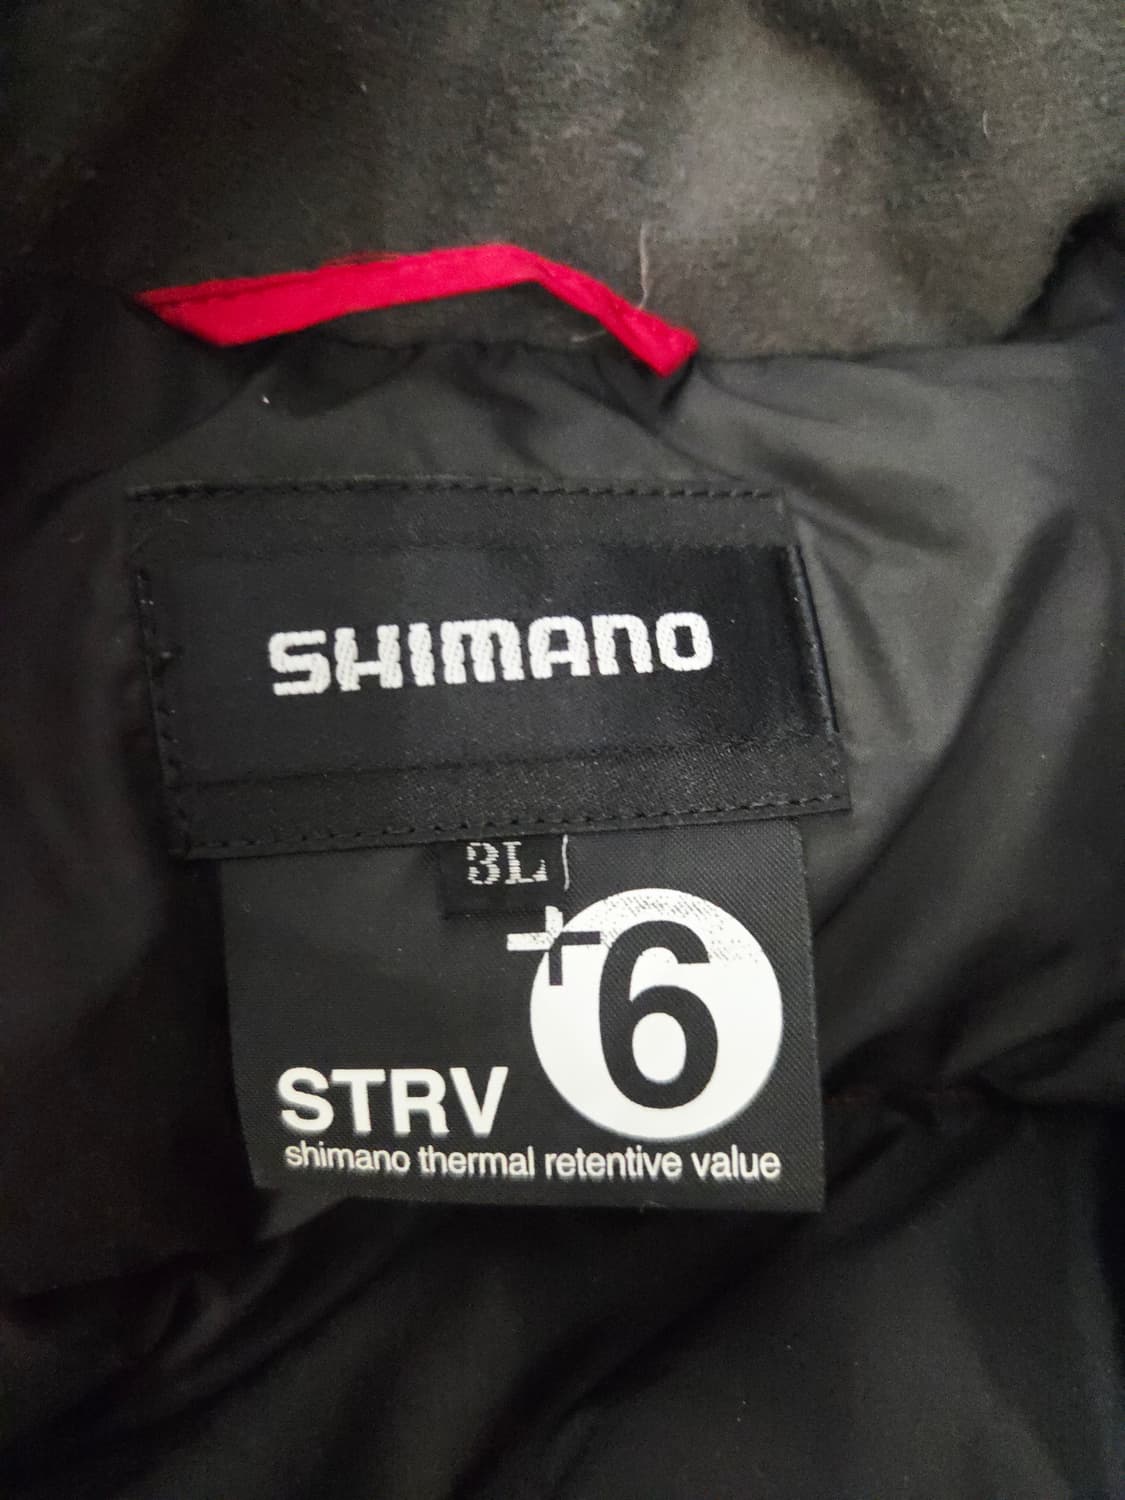 SHIMANO
3L
+6
STRV
shimano thermal retentive value